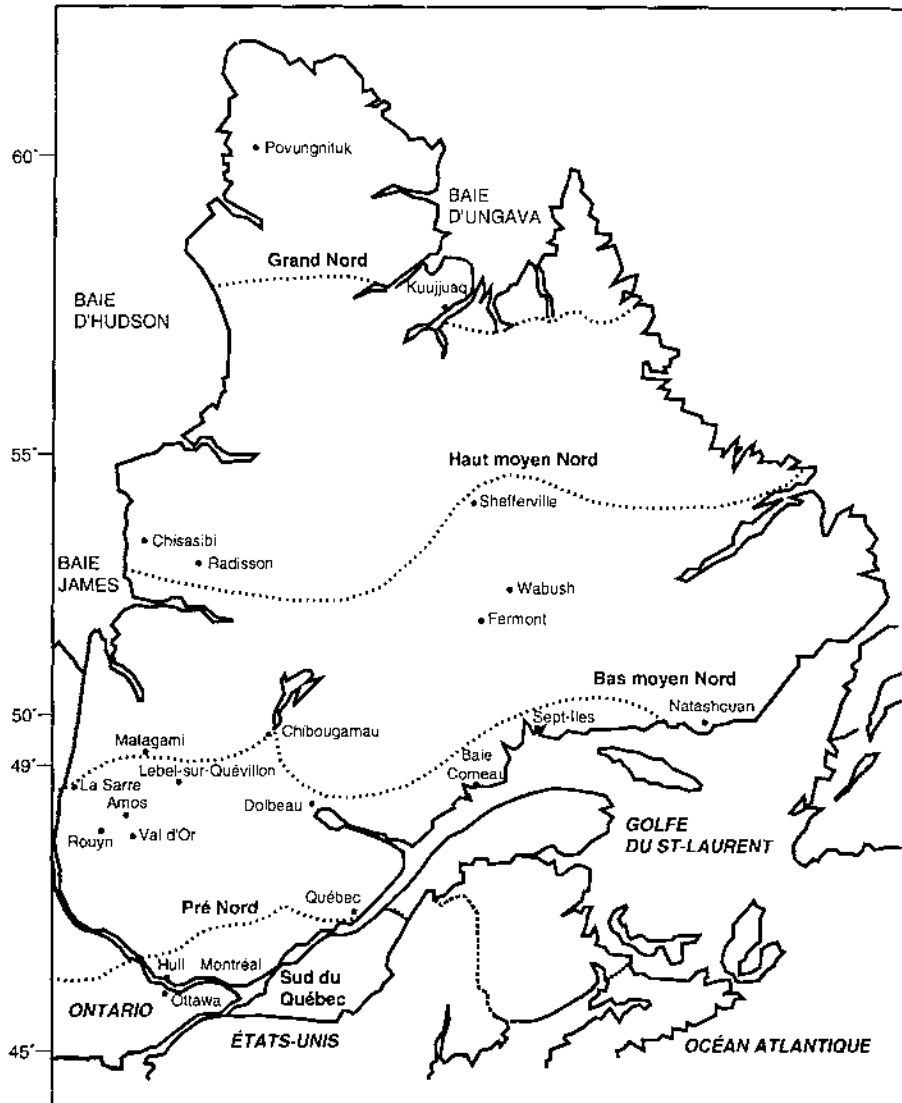 60°
Povungnituk
BAIE
D'UNGAVA
Grand Nord
Kuujjuaq
BAIE
D'HUDSON
55°
Haut moyen Nord
Shefferville
Chisasibi
Radisson
BAIE
JAMES
Wabush
Fermont
Bas moyen Nord
50°
Natashcuan
Sept-Iles
Chibougamau
Matagami
49°
Baie
Comeau
Lebel-sur-Quévillon
La Sarre
Amos
Dolbeau
Rouyn
Val d'Or
GOLFE
DU ST-LAURENT
Pré Nord
Québec
Hull
Montréal
Sud du
Québec
Ottawa
ONTARIO
ÉTATS-UNIS
OCÉAN ATLANTIQUE
45°